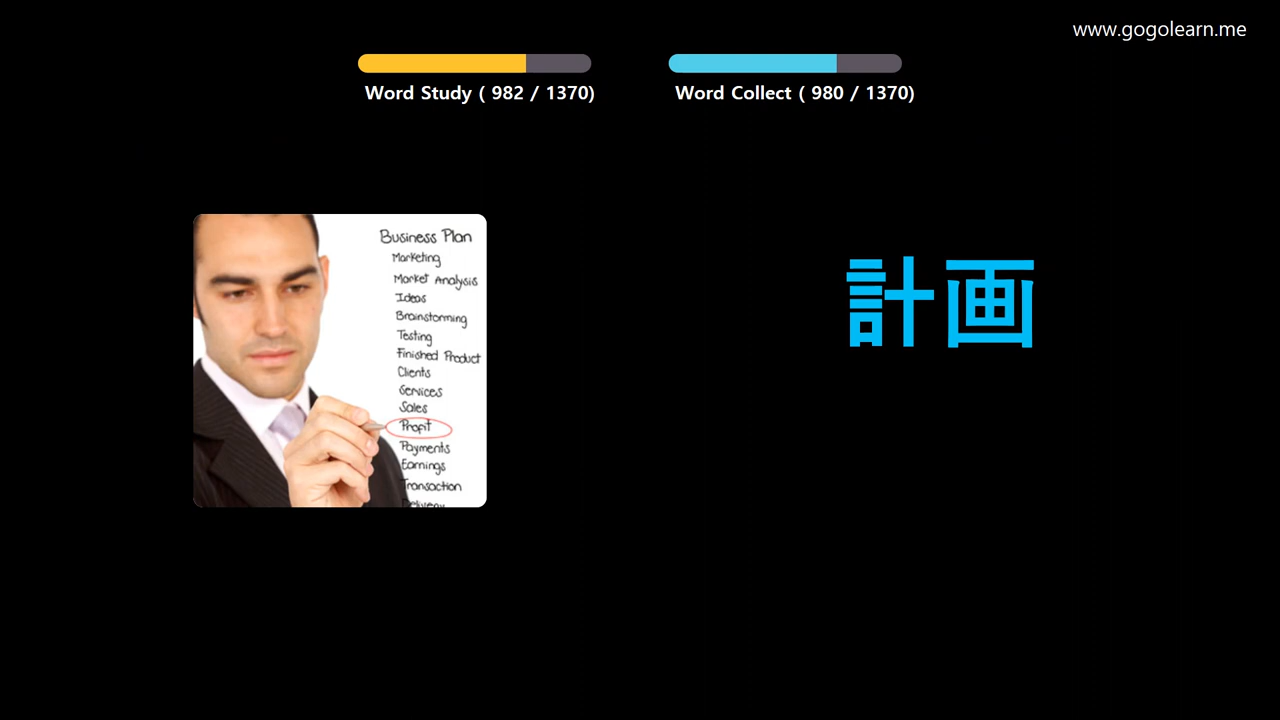 www.gogolearn.me
Word Study ( 982 / 1370)
Word Collect ( 980 / 1370)
Business Plan
Marketing
Market Analysis
Ideas
Brainstorming
Testing
Finished Product
Clients
Services
Sales
Profit
Payments
Earnings
Transaction
Delivery
計画